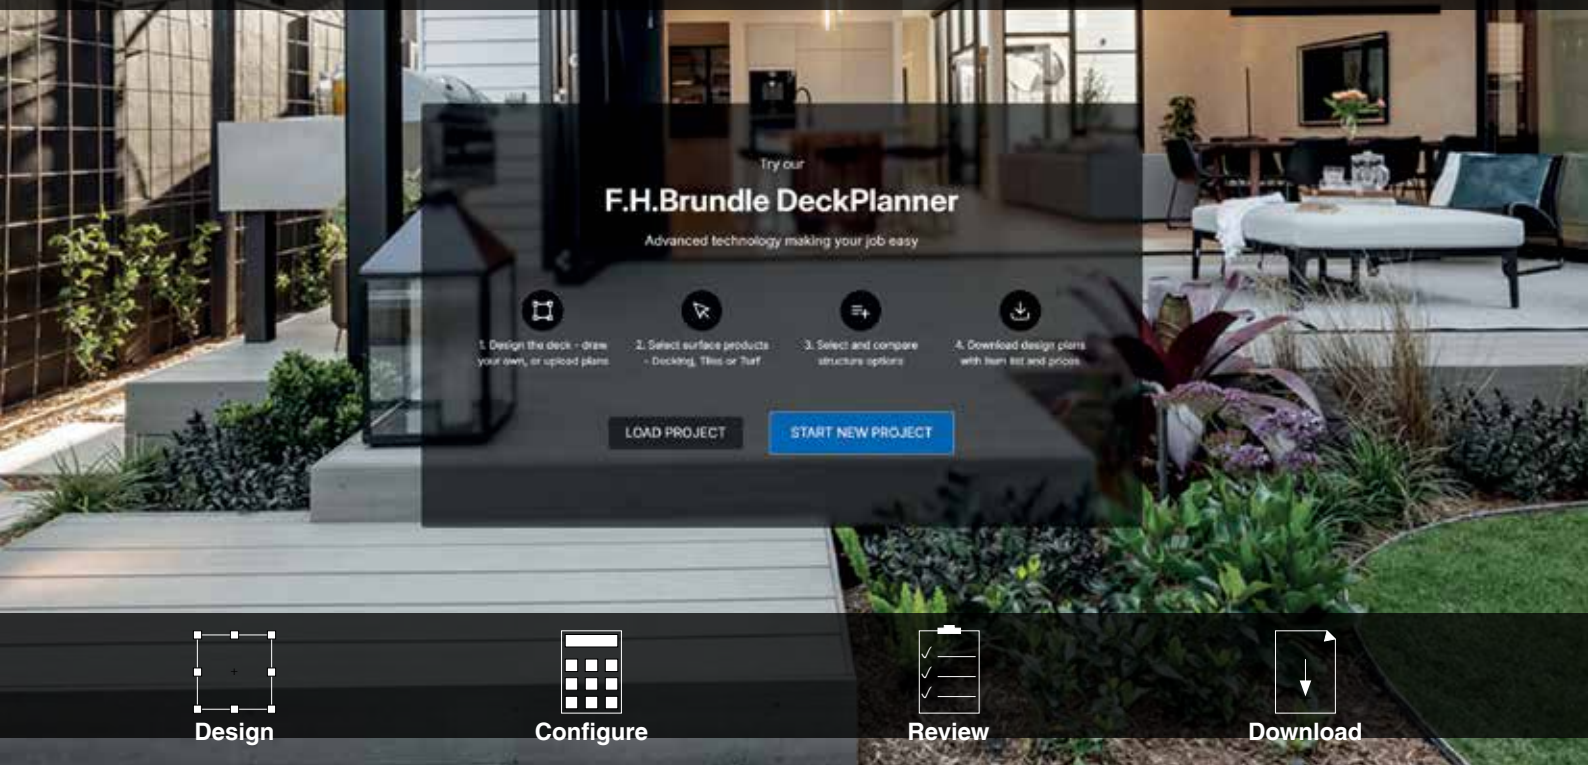 Try our
F.H.Brundle DeckPlanner
Advanced technology making your job easy
1. Design the deck - draw
your own, or upload plans
2. Select surface products
- Decking, Tiles or Turf
3. Select and compare
structure options
4. Download design plans
with item list and prices
LOAD PROJECT
START NEW PROJECT
Design
Configure
Review
Download